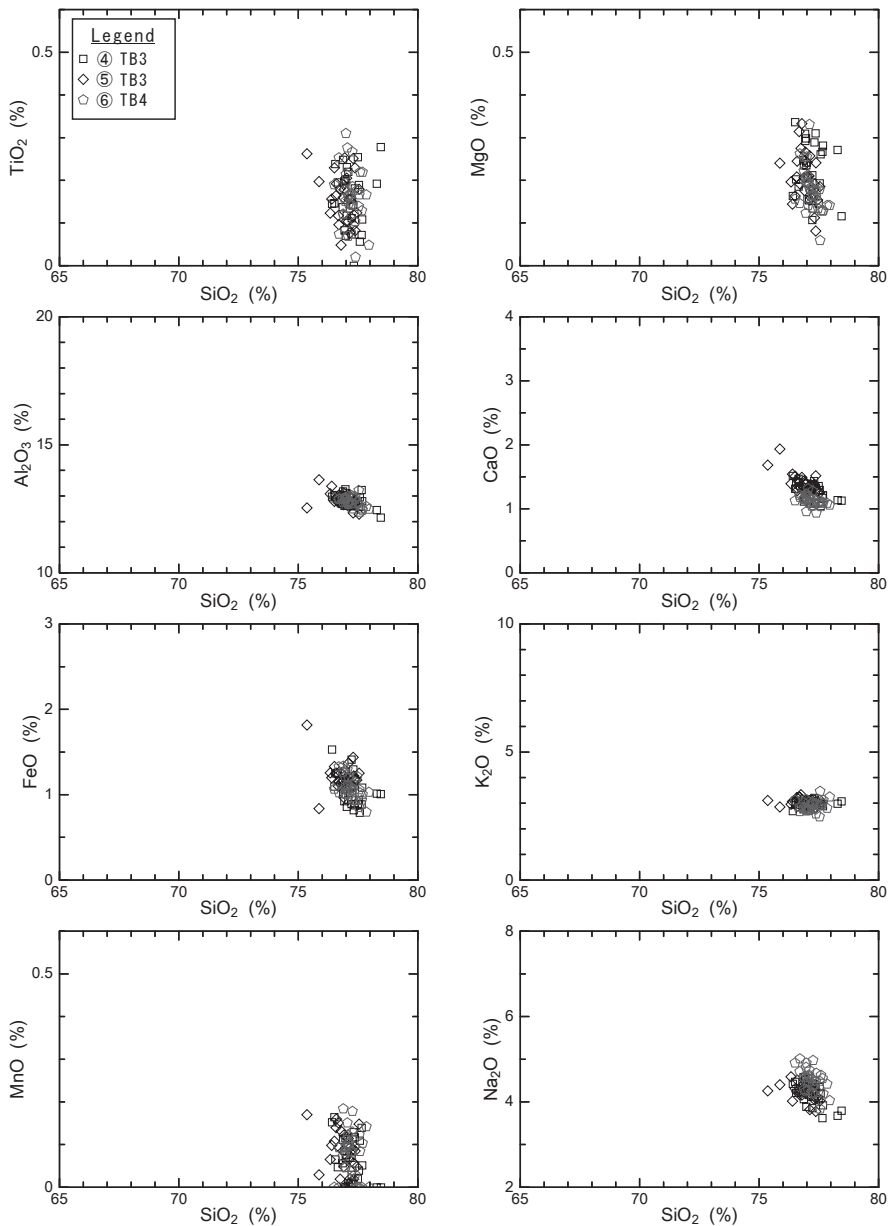 Legend
④ TB3
⑤ TB3
⑥ TB4
TiO₂ (%)
0.5
0
65 70 75 80
SiO₂ (%)
MgO (%)
0.5
0
65 70 75 80
SiO₂ (%)
Al₂O₃ (%)
20
15
10
65 70 75 80
SiO₂ (%)
CaO (%)
4
3
2
1
0
65 70 75 80
SiO₂ (%)
FeO (%)
3
2
1
0
65 70 75 80
SiO₂ (%)
K₂O (%)
10
5
0
65 70 75 80
SiO₂ (%)
MnO (%)
0.5
0
65 70 75 80
SiO₂ (%)
Na₂O (%)
8
6
4
2
65 70 75 80
SiO₂ (%)